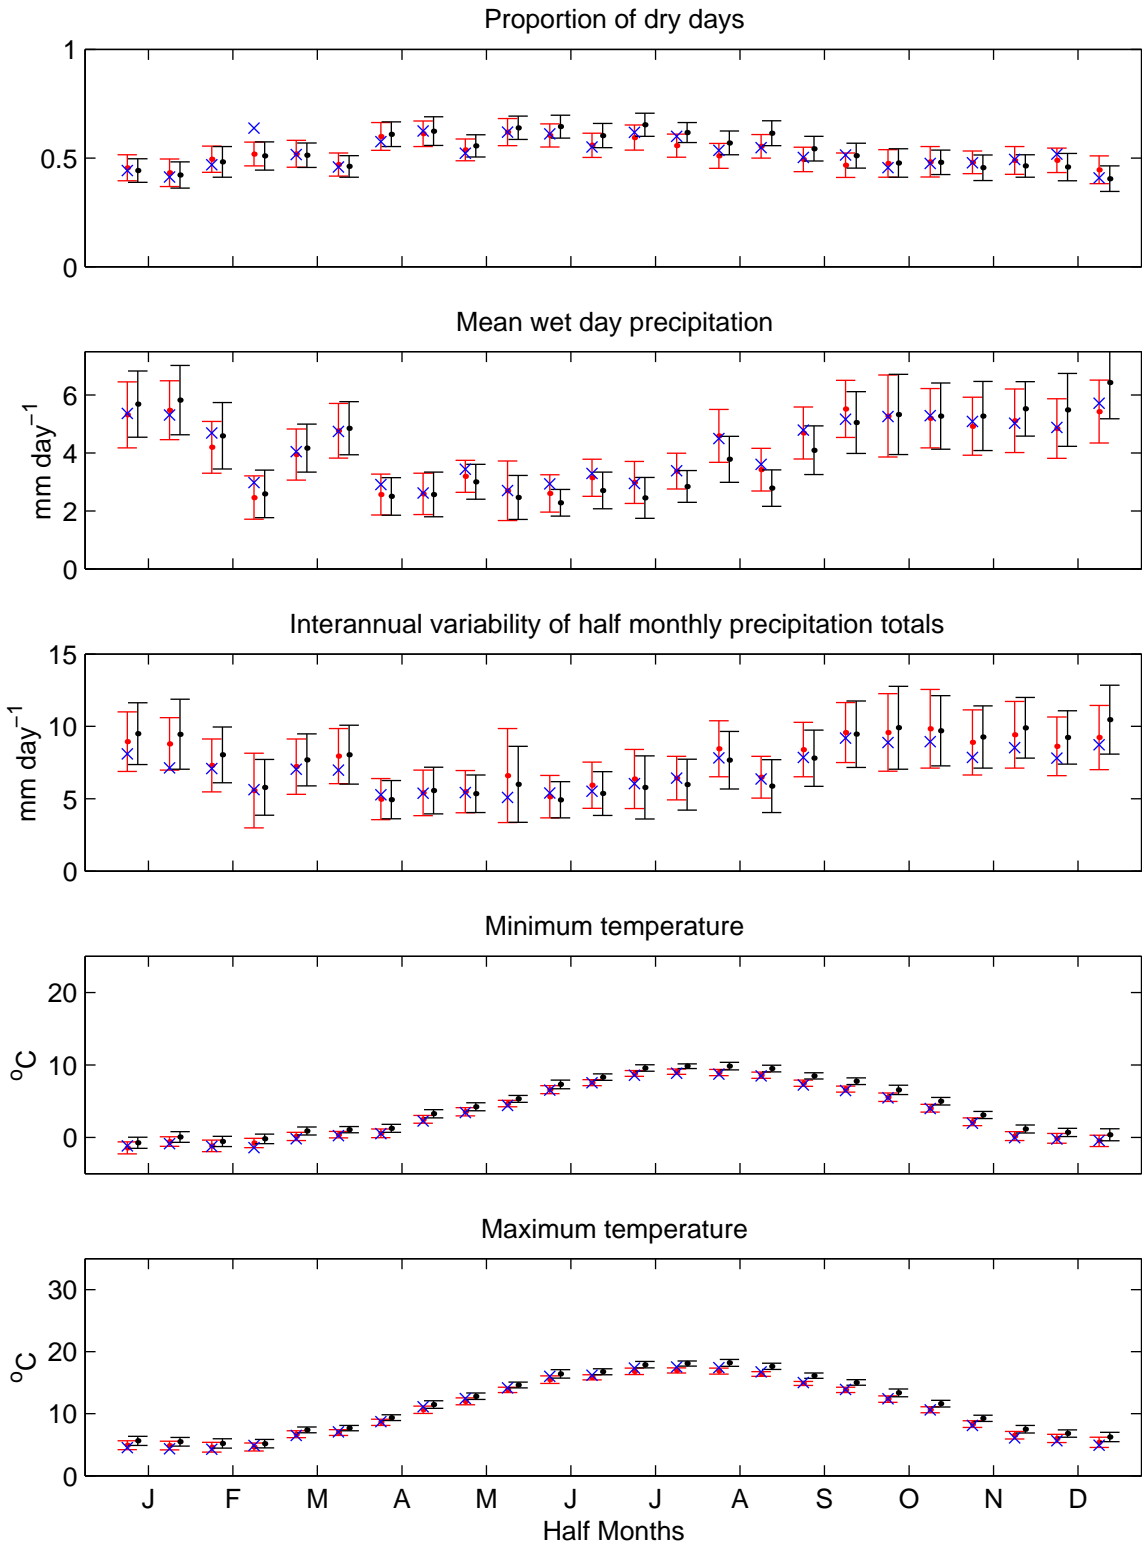 Proportion of dry days
1
0.5
0
Mean wet day precipitation
6
4
2
0
mm day⁻¹
Interannual variability of half monthly precipitation totals
15
10
5
0
mm day⁻¹
Minimum temperature
20
10
0
ºC
Maximum temperature
30
20
10
0
ºC
J F M A M J J A S O N D
Half Months